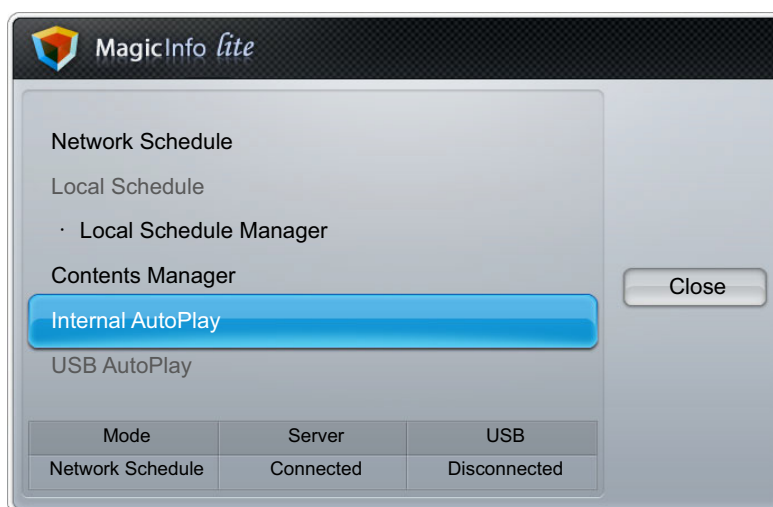 MagicInfo lite
Network Schedule
Local Schedule
· Local Schedule Manager
Contents Manager
Close
Internal AutoPlay
USB AutoPlay
Mode Server USB
Network Schedule Connected Disconnected